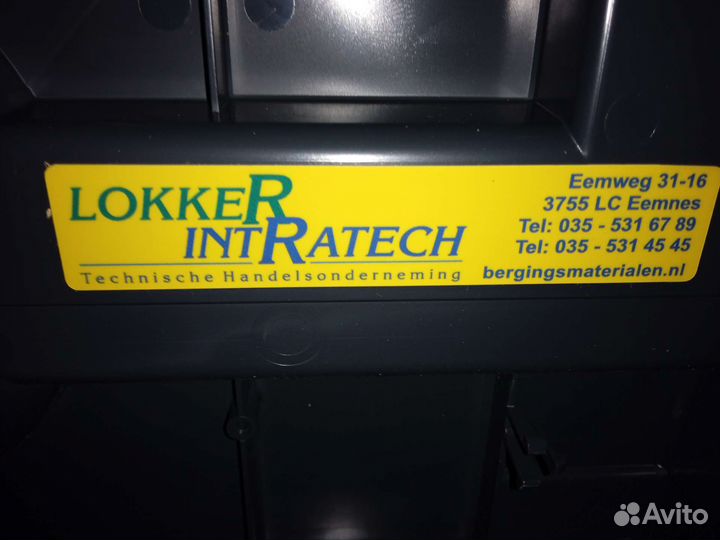 LOKKER
INTRATECH
Technische Handelsonderneming
Eemweg 31-16
3755 LC Eemnes
Tel: 035 - 531 67 89
Tel: 035 - 531 45 45
bergingsmaterialen.nl
Avito